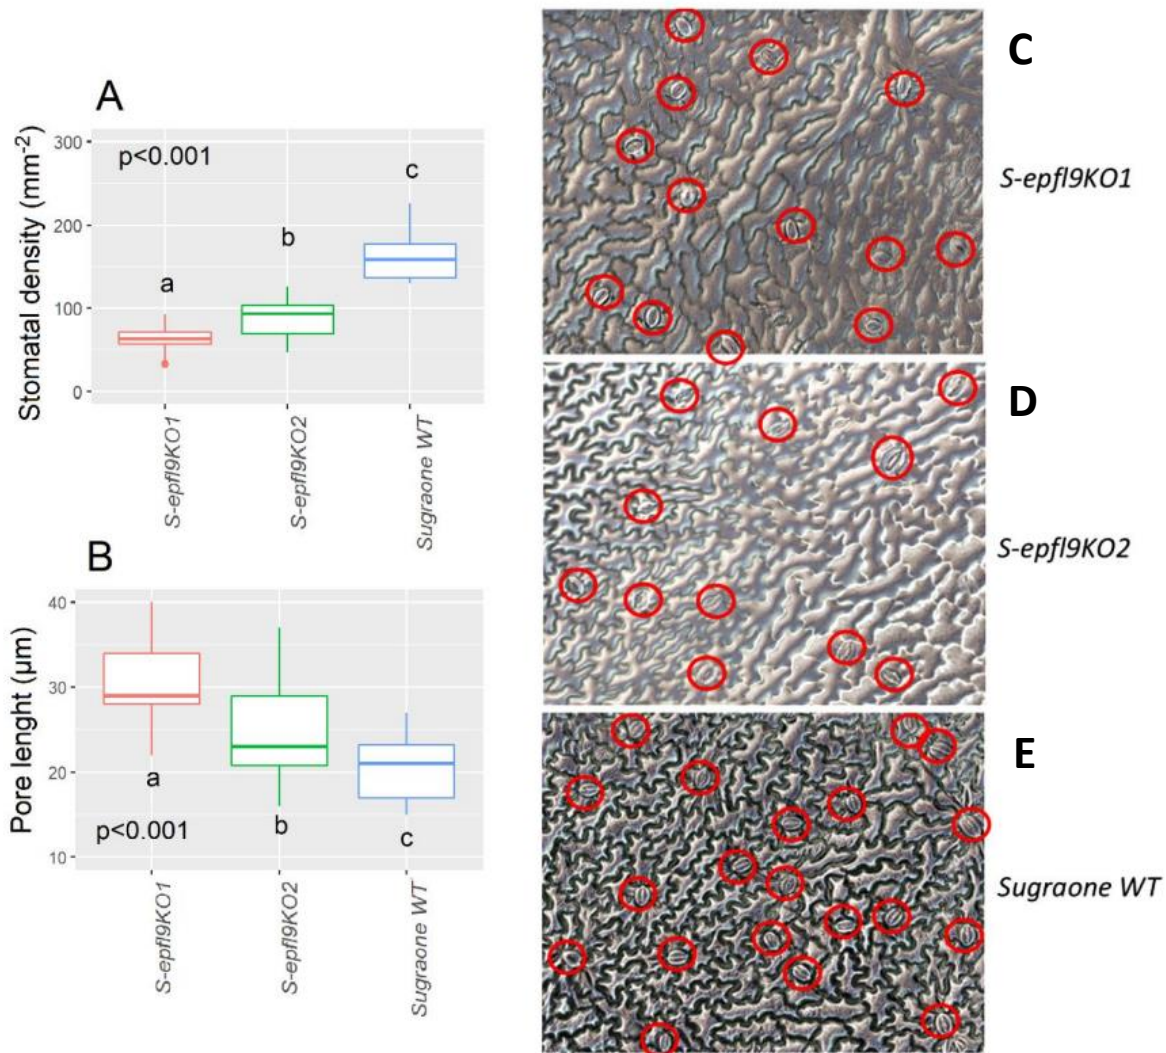 A
Stomatal density (mm-2)
300
200
100
0
p<0.001
a
b
c
S-epfl9KO1
S-epfl9KO2
Sugraone WT
B
Pore lenght (µm)
40
30
20
10
a
b
c
p<0.001
S-epfl9KO1
S-epfl9KO2
Sugraone WT
C
S-epfl9KO1
D
S-epfl9KO2
E
Sugraone WT